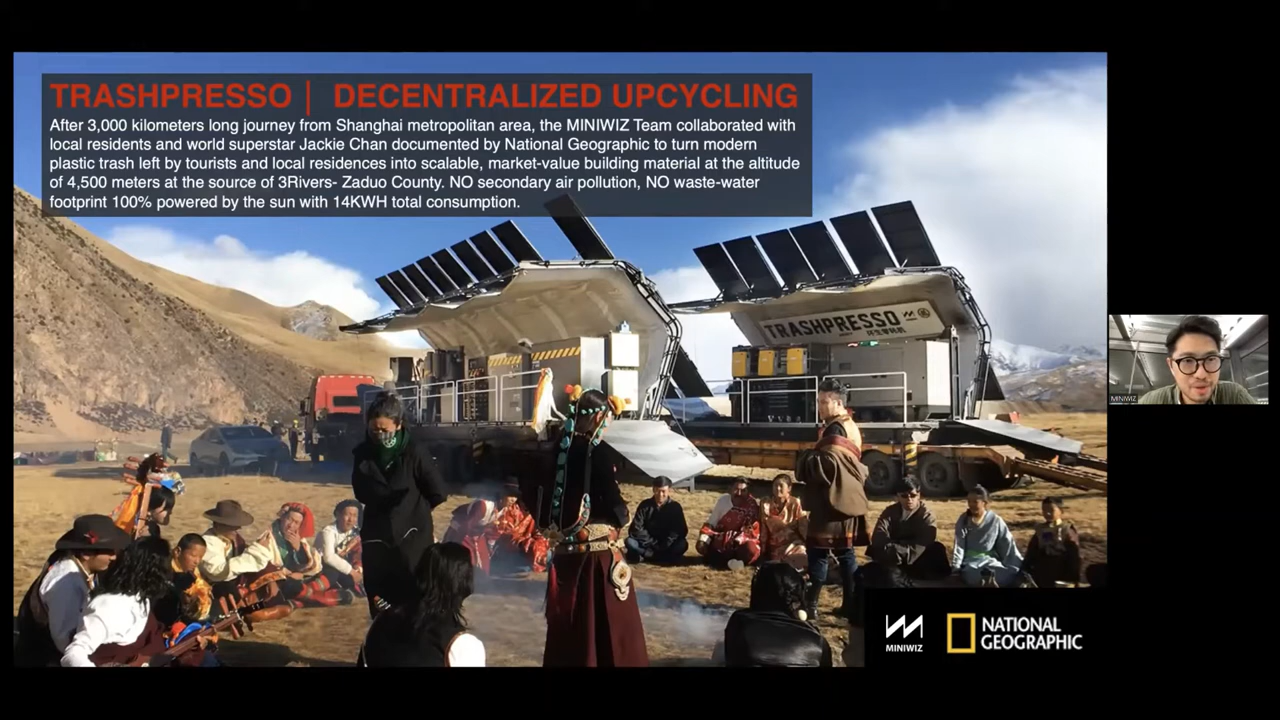 TRASHPRESSO | DECENTRALIZED UPCYCLING
After 3,000 kilometers long journey from Shanghai metropolitan area, the MINIWIZ Team collaborated with
local residents and world superstar Jackie Chan documented by National Geographic to turn modern
plastic trash left by tourists and local residences into scalable, market-value building material at the altitude
of 4,500 meters at the source of 3Rivers- Zaduo County. NO secondary air pollution, NO waste-water
footprint 100% powered by the sun with 14KWH total consumption.
TRASHPRESSO
MINIWIZ
MINIWIZ
NATIONAL
GEOGRAPHIC